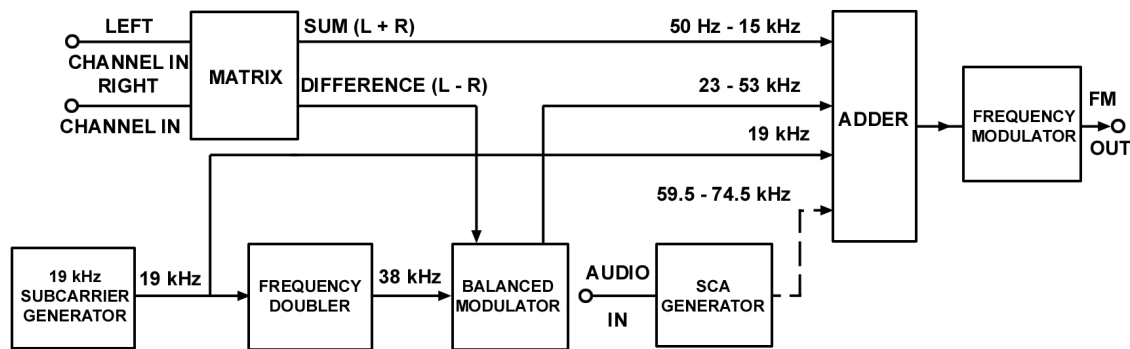 LEFT
CHANNEL IN
RIGHT
CHANNEL IN
MATRIX
SUM (L + R)
DIFFERENCE (L - R)
50 Hz - 15 kHz
23 - 53 kHz
19 kHz
59.5 - 74.5 kHz
ADDER
FREQUENCY
MODULATOR
FM
OUT
19 kHz
SUBCARRIER
GENERATOR
19 kHz
FREQUENCY
DOUBLER
38 kHz
BALANCED
MODULATOR
AUDIO
IN
SCA
GENERATOR